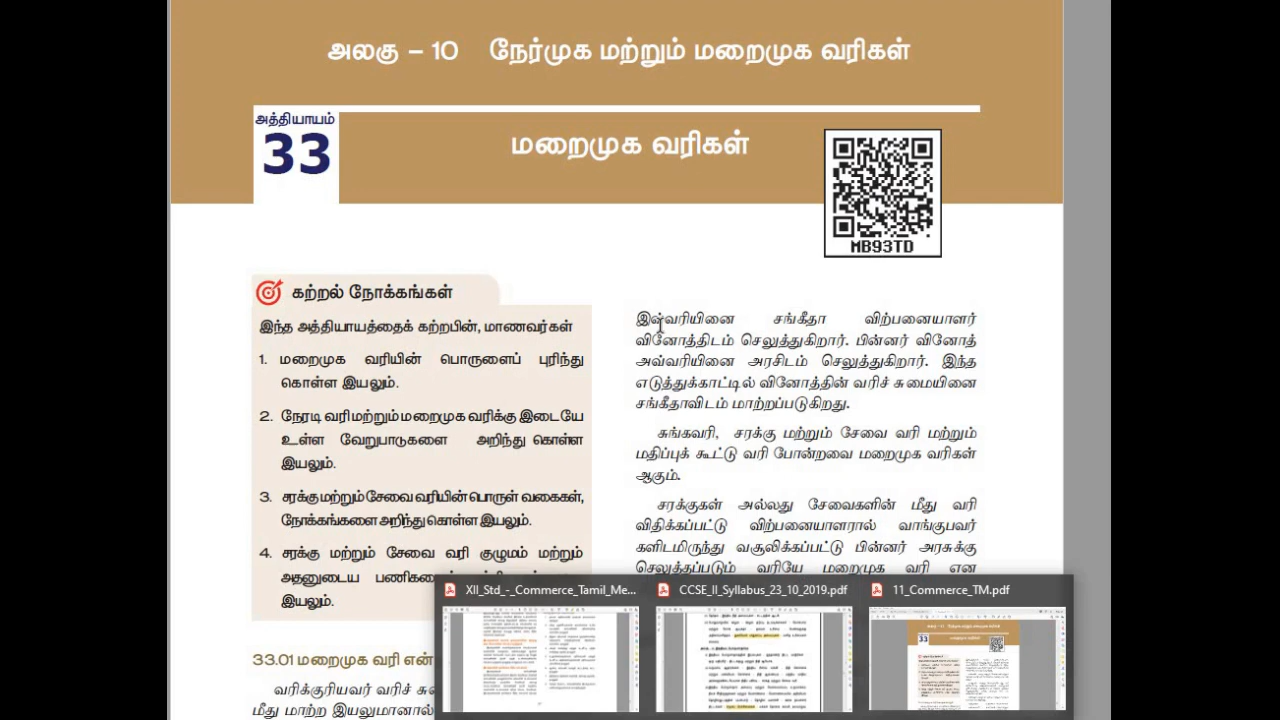 அலகு – 10 நேர்முக மற்றும் மறைமுக வரிகள்
அத்தியாயம்
33
மறைமுக வரிகள்
MB93TD
கற்றல் நோக்கங்கள்
இந்த அத்தியாயத்தைக் கற்றபின், மாணவர்கள்
1. மறைமுக வரியின் பொருளைப் புரிந்து
கொள்ள இயலும்.
2. நேரடி வரி மற்றும் மறைமுக வரிக்கு இடையே
உள்ள வேறுபாடுகளை அறிந்து கொள்ள
இயலும்.
3. சரக்கு மற்றும் சேவை வரியின் பொருள் வகைகள்,
நோக்கங்களை அறிந்து கொள்ள இயலும்.
4. சரக்கு மற்றும் சேவை வரி குழுமம் மற்றும்
அதனுடைய
இயலும்.
33.01 மறைமுக வரி என்
வரிக்குரியவர் வரிச்
மீது மாற்ற இயலுமானால்
இவ்வரியினை சங்கீதா விற்பனையாளர்
வினோத்திடம் செலுத்துகிறார். பின்னர் வினோத்
அவ்வரியினை அரசிடம் செலுத்துகிறார். இந்த
எடுத்துக்காட்டில் வினோத்தின் வரிச் சுமையினை
சங்கீதாவிடம் மாற்றப்படுகிறது.
சுங்கவரி, சரக்கு மற்றும் சேவை வரி மற்றும்
மதிப்புக் கூட்டு வரி போன்றவை மறைமுக வரிகள்
ஆகும்.
சரக்குகள் அல்லது சேவைகளின் மீது வரி
விதிக்கப்பட்டு விற்பனையாளரால் வாங்குபவர்
களிடமிருந்து வசூலிக்கப்பட்டு பின்னர் அரசுக்கு
செலுத்தப்படும் வரியே மறைமுக வரி என
XII_Std_-_Commerce_Tamil_Me...
CCSE_II_Syllabus_23_10_2019.pdf
11_Commerce_TM.pdf